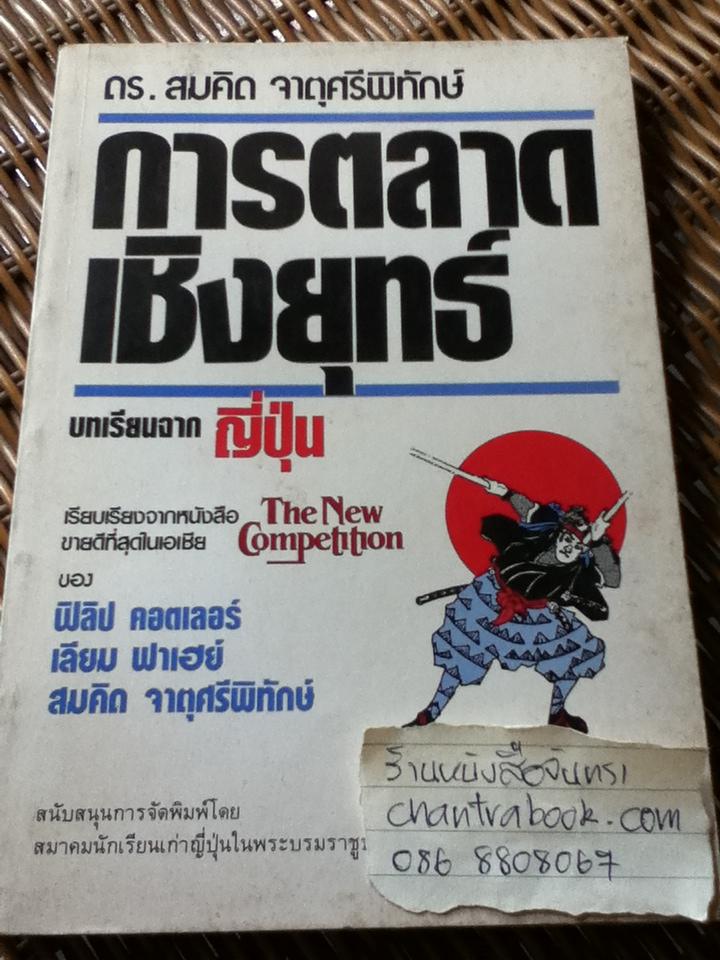 ดร. สมคิด จาตุศรีพิทักษ์
การตลาด
เชิงยุทธ์
บทเรียนจาก ญี่ปุ่น
เรียบเรียงจากหนังสือ
ขายดีที่สุดในเอเชีย
The New
Competition
ของ
ฟิลิป คอตเลอร์
เลียม ฟาเฮย์
สมคิด จาตุศรีพิทักษ์
สนับสนุนการจัดพิมพ์โดย
สมาคมนักเรียนเก่าญี่ปุ่นในพระบรมราชู
ร้านหนังสือจันทรา
chantrabook.com
086 8808067